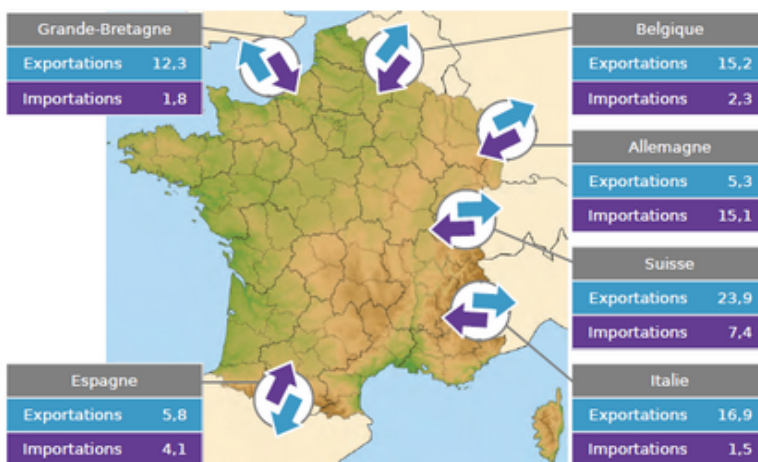 Grande-Bretagne
Exportations 12,3
Importations 1,8
Belgique
Exportations 15,2
Importations 2,3
Allemagne
Exportations 5,3
Importations 15,1
Suisse
Exportations 23,9
Importations 7,4
Espagne
Exportations 5,8
Importations 4,1
Italie
Exportations 16,9
Importations 1,5